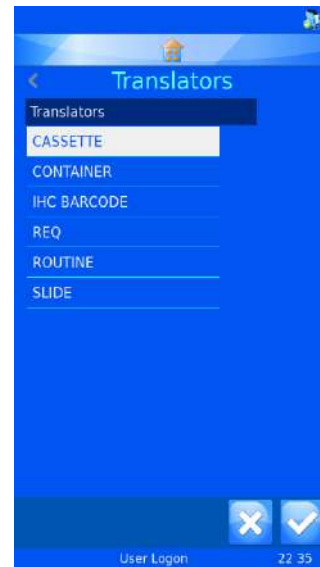 Translators
Translators
CASSETTE
CONTAINER
IHC BARCODE
REQ
ROUTINE
SLIDE
User Logon
22 35